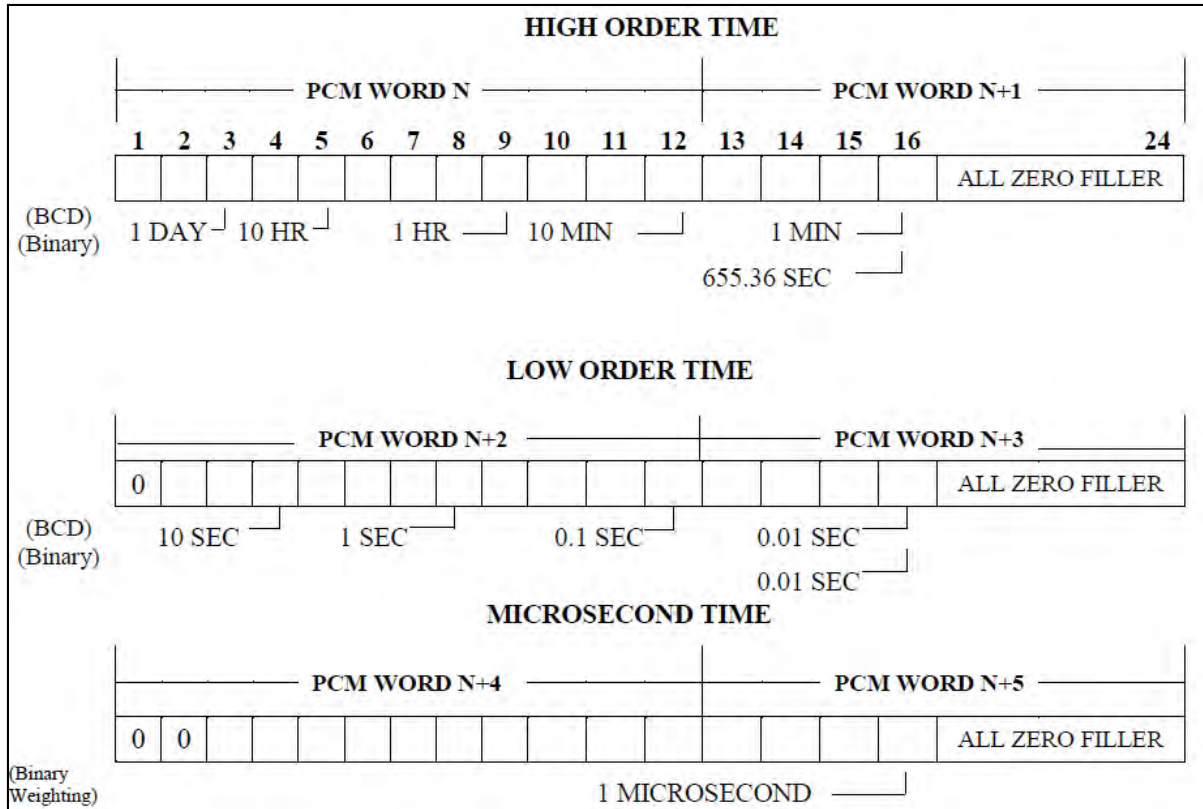 HIGH ORDER TIME
PCM WORD N PCM WORD N+1
1 2 3 4 5 6 7 8 9 10 11 12 13 14 15 16 24
ALL ZERO FILLER
(BCD) 1 DAY 10 HR 1 HR 10 MIN 1 MIN
(Binary) 655.36 SEC
LOW ORDER TIME
PCM WORD N+2 PCM WORD N+3
0 ALL ZERO FILLER
(BCD) 10 SEC 1 SEC 0.1 SEC 0.01 SEC
(Binary) 0.01 SEC
MICROSECOND TIME
PCM WORD N+4 PCM WORD N+5
0 0 ALL ZERO FILLER
(Binary
Weighting) 1 MICROSECOND